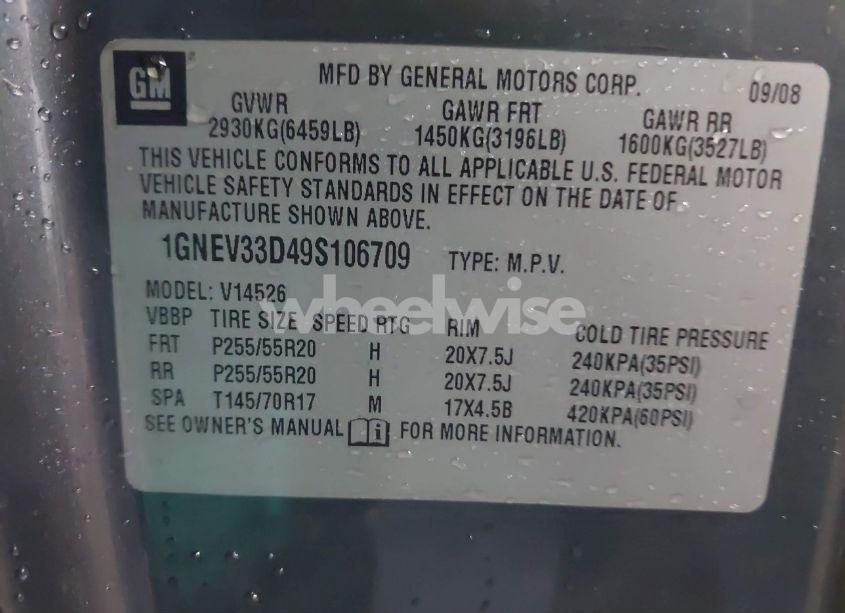 GM
MFD BY GENERAL MOTORS CORP.
09/08
GVWR GAWR FRT GAWR RR
2930KG(6459LB) 1450KG(3196LB) 1600KG(3527LB)
THIS VEHICLE CONFORMS TO ALL APPLICABLE U.S. FEDERAL MOTOR
VEHICLE SAFETY STANDARDS IN EFFECT ON THE DATE OF
MANUFACTURE SHOWN ABOVE.
1GNEV33D49S106709 TYPE: M.P.V.
MODEL: V14526
wheelwise
VBBP TIRE SIZE SPEED RTG RIM COLD TIRE PRESSURE
FRT P255/55R20 H 20X7.5J 240KPA(35PSI)
RR P255/55R20 H 20X7.5J 240KPA(35PSI)
SPA T145/70R17 M 17X4.5B 420KPA(60PSI)
SEE OWNER'S MANUAL i FOR MORE INFORMATION.